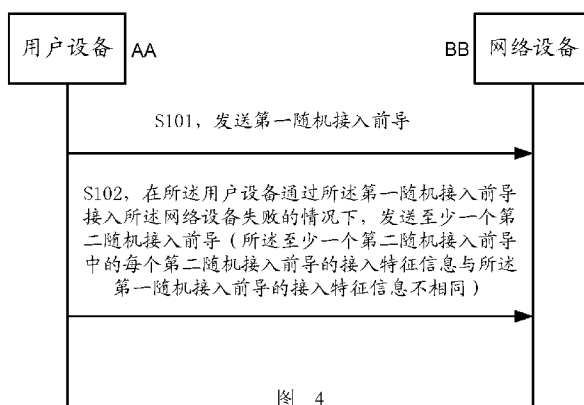 用户设备 AA
BB 网络设备
S101，发送第一随机接入前导
S102，在所述用户设备通过所述第一随机接入前导
接入所述网络设备失败的情况下，发送至少一个第
二随机接入前导（所述至少一个第二随机接入前导
中的每个第二随机接入前导的接入特征信息与所述
第一随机接入前导的接入特征信息不相同）
图 4